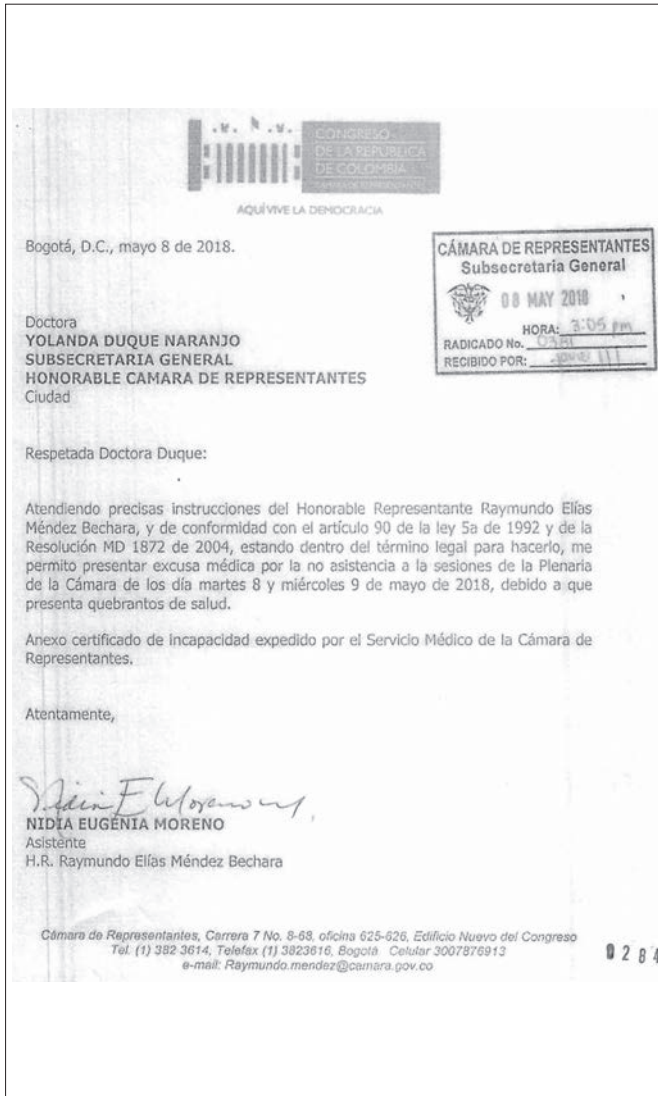 CONGRESO
DE LA REPÚBLICA
DE COLOMBIA
CÁMARA DE REPRESENTANTES
AQUÍ VIVE LA DEMOCRACIA
Bogotá, D.C., mayo 8 de 2018.
CÁMARA DE REPRESENTANTES
Subsecretaria General
08 MAY 2018
HORA: 3:05 pm
RADICADO No. 0381
RECIBIDO POR:
Doctora
YOLANDA DUQUE NARANJO
SUBSECRETARIA GENERAL
HONORABLE CAMARA DE REPRESENTANTES
Ciudad
Respetada Doctora Duque:
Atendiendo precisas instrucciones del Honorable Representante Raymundo Elías
Méndez Bechara, y de conformidad con el artículo 90 de la ley 5a de 1992 y de la
Resolución MD 1872 de 2004, estando dentro del término legal para hacerlo, me
permito presentar excusa médica por la no asistencia a la sesiones de la Plenaria
de la Cámara de los día martes 8 y miércoles 9 de mayo de 2018, debido a que
presenta quebrantos de salud.
Anexo certificado de incapacidad expedido por el Servicio Médico de la Cámara de
Representantes.
Atentamente,
Nidia E Moreno
NIDIA EUGENIA MORENO
Asistente
H.R. Raymundo Elías Méndez Bechara
Cámara de Representantes, Carrera 7 No. 8-68, oficina 625-626, Edificio Nuevo del Congreso
Tel. (1) 382 3614, Telefax (1) 3823616, Bogotá Celular 3007876913
e-mail: Raymundo.mendez@camara.gov.co
0284